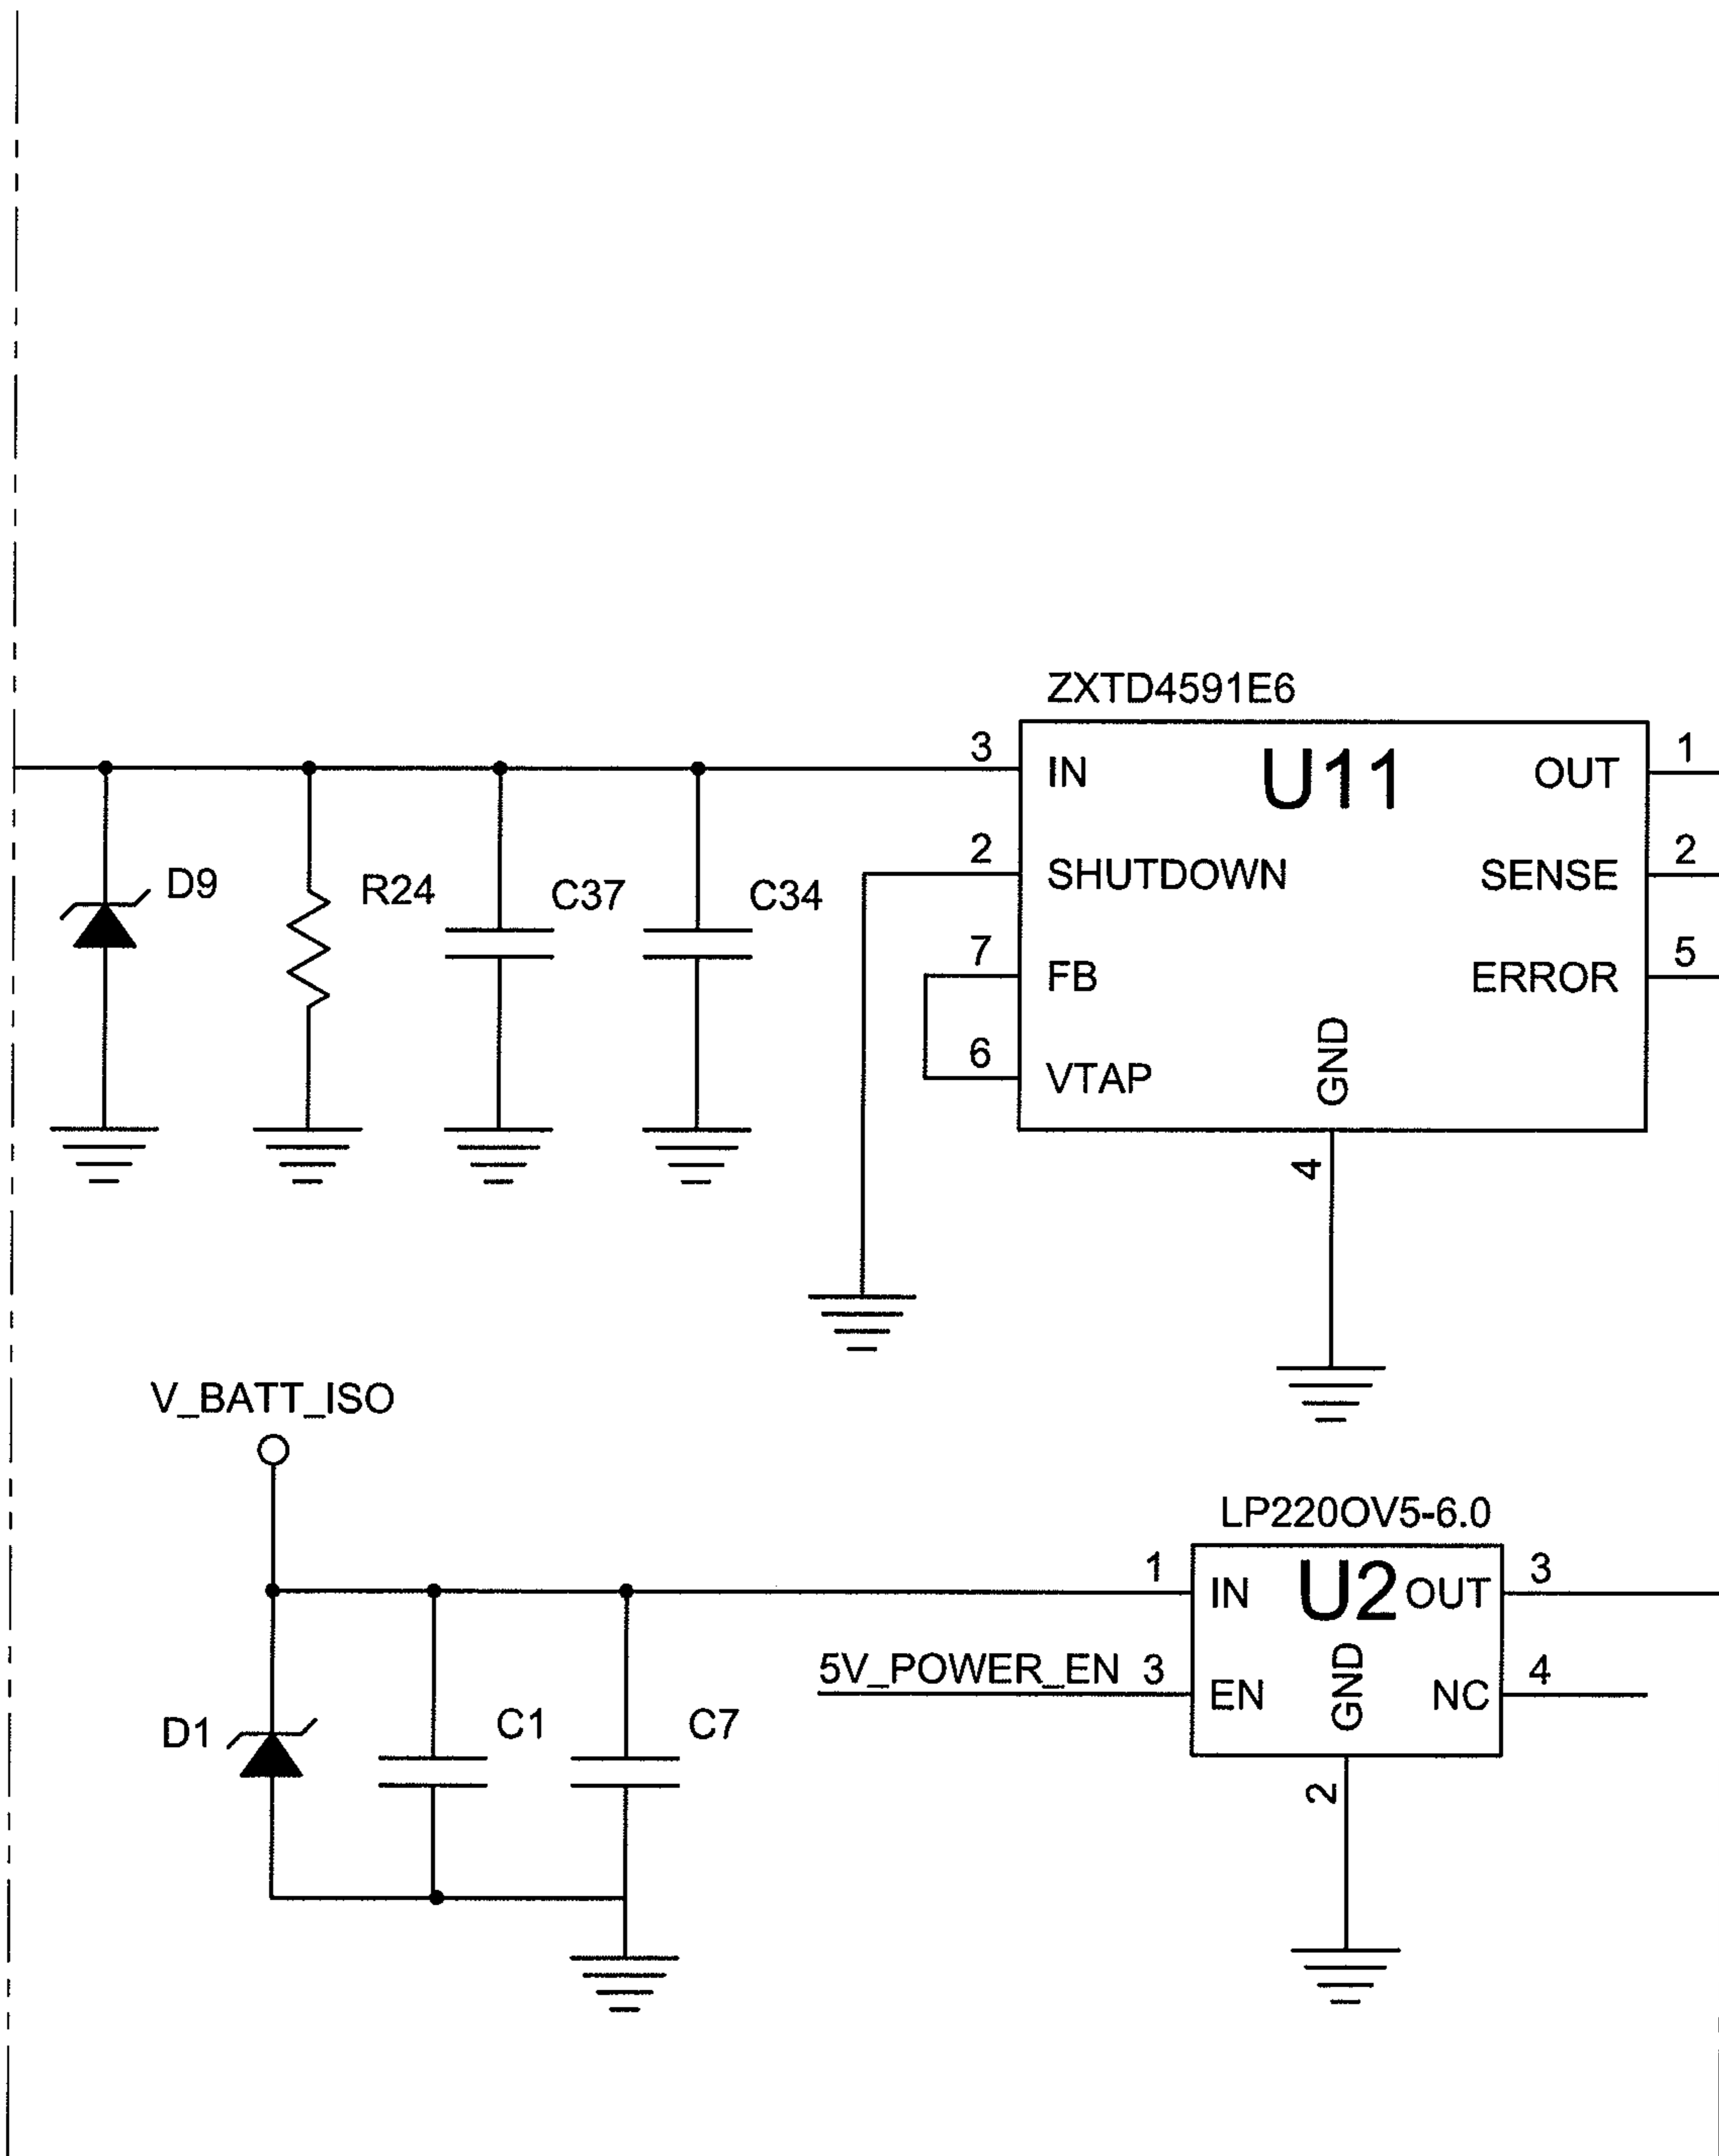 ZXTD4591E6
3 IN U11 OUT 1
2 SHUTDOWN SENSE 2
7 FB ERROR 5
6 VTAP GND
4
D9 R24 C37 C34
V_BATT_ISO
LP220OV5-6.0
1 IN U2 OUT 3
5V_POWER_EN 3 EN GND NC 4
2
D1 C1 C7